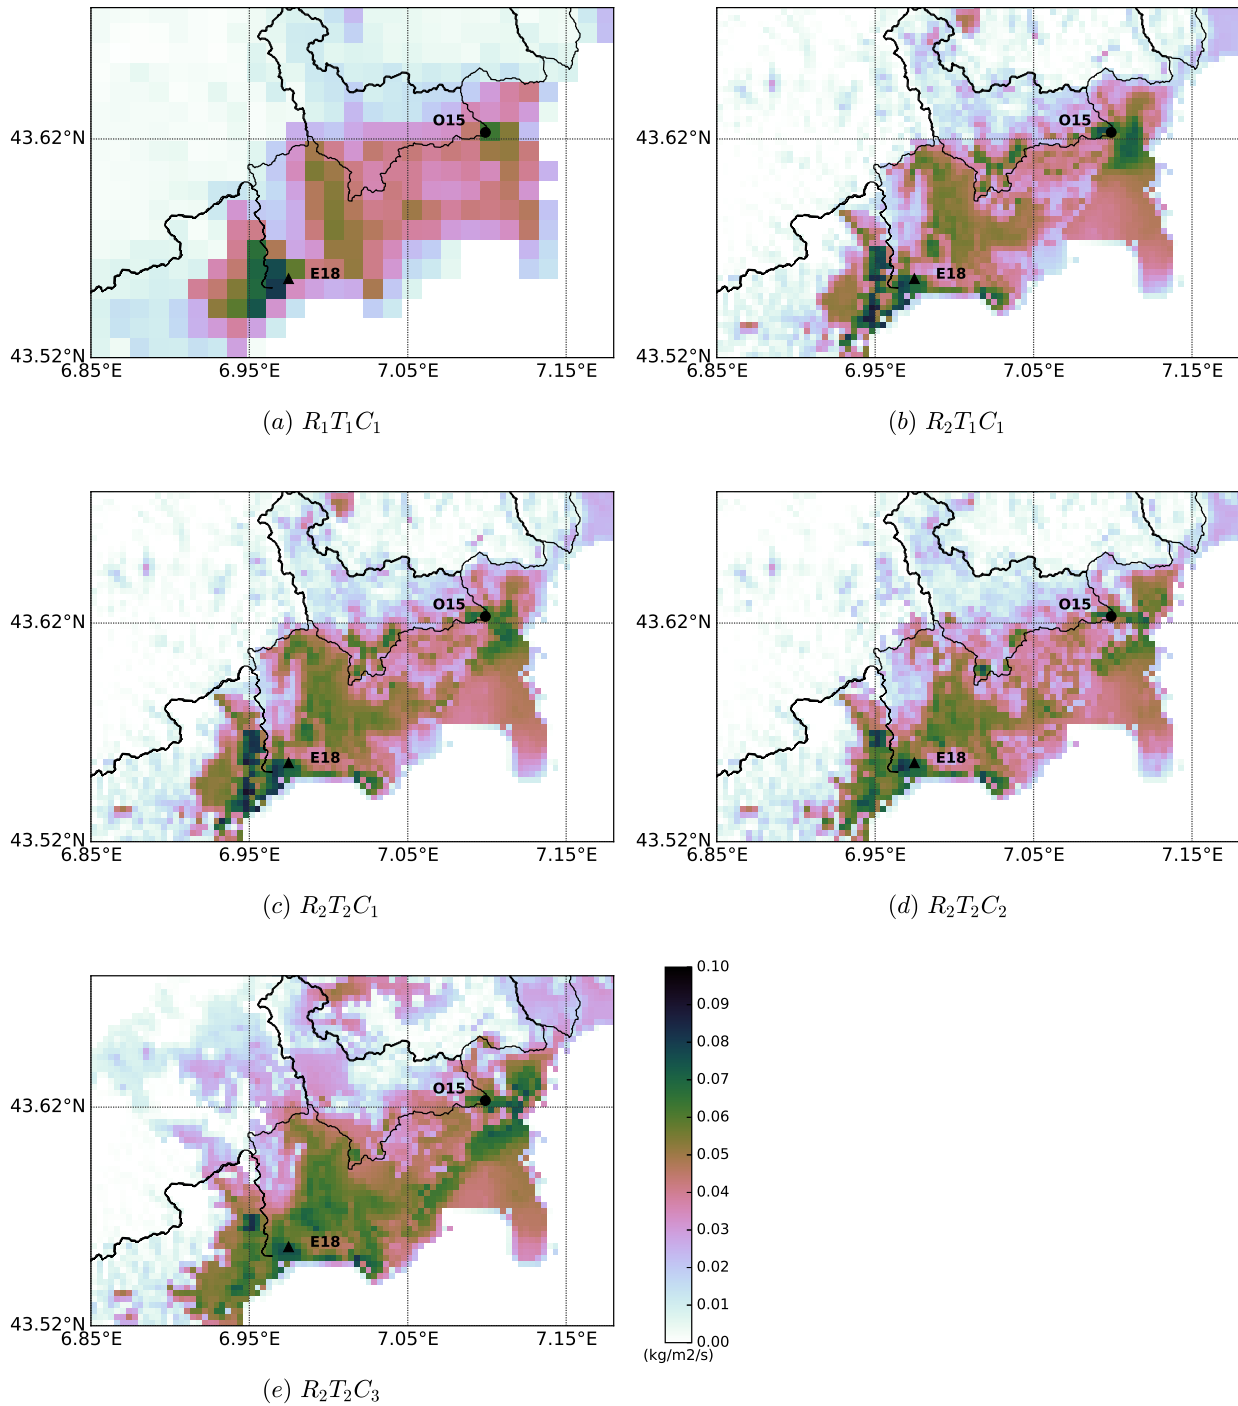 O15
O15
43.62°N
43.62°N
E18
E18
43.52°N
43.52°N
6.85°E 6.95°E 7.05°E 7.15°E
6.85°E 6.95°E 7.05°E 7.15°E
(a) R₁T₁C₁
(b) R₂T₁C₁
O15
O15
43.62°N
43.62°N
E18
E18
43.52°N
43.52°N
6.85°E 6.95°E 7.05°E 7.15°E
6.85°E 6.95°E 7.05°E 7.15°E
(c) R₂T₂C₁
(d) R₂T₂C₂
O15
43.62°N
E18
43.52°N
6.85°E 6.95°E 7.05°E 7.15°E
0.10
0.09
0.08
0.07
0.06
0.05
0.04
0.03
0.02
0.01
0.00
(kg/m2/s)
(e) R₂T₂C₃